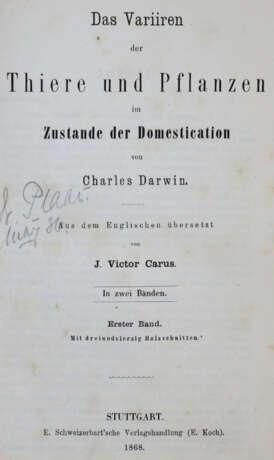 Das Variiren
der
Thiere und Pflanzen
im
Zustande der Domestication
von
Charles Darwin.
Aus dem Englischen übersetzt
von
J. Victor Carus.
In zwei Bänden.
Erster Band.
Mit dreiundvierzig Holzschnitten.
STUTTGART.
E. Schweizerbart'sche Verlagshandlung (E. Koch).
1868.